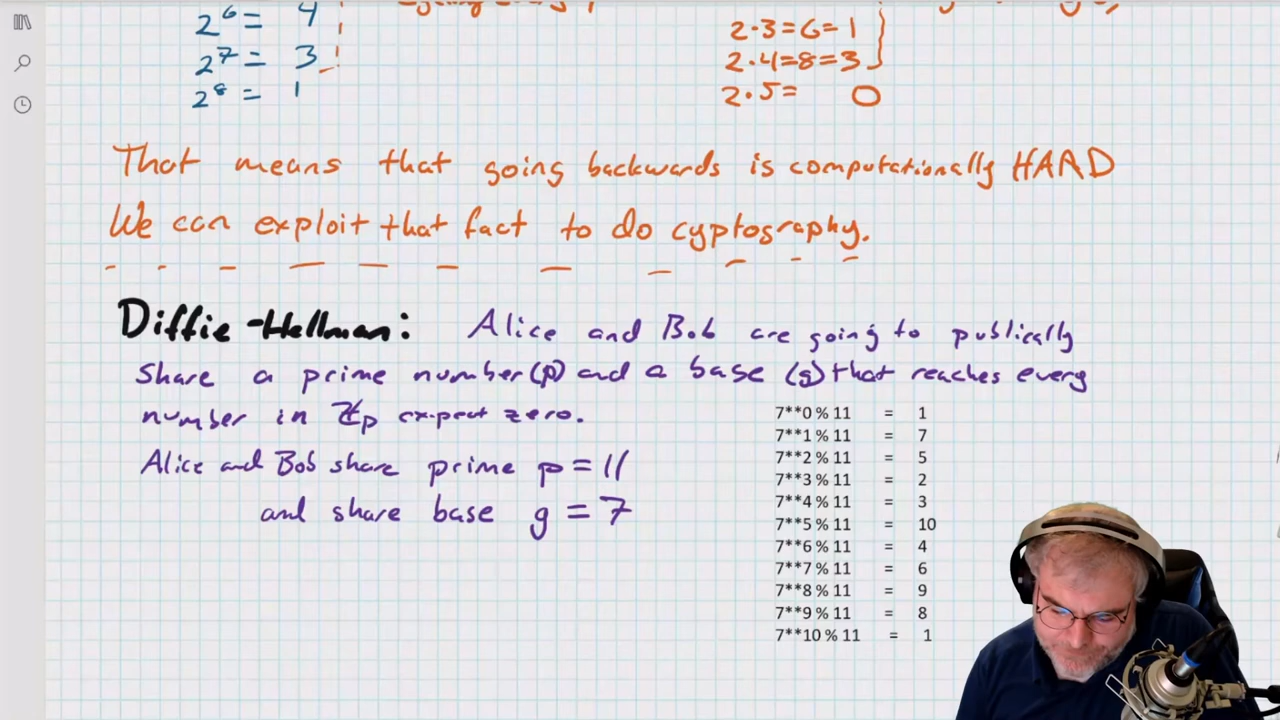 2^6 = 4
2^7 = 3
2^8 = 1
2·3=6=1
2·4=8=3
2·5= 0
That means that going backwards is computationally HARD
We can exploit that fact to do cyptography.
Diffie-Hellman: Alice and Bob are going to publically
share a prime number (p) and a base (g) that reaches every
number in ℤp expect zero.
Alice and Bob share prime p = 11
and share base g = 7
7**0 % 11 = 1
7**1 % 11 = 7
7**2 % 11 = 5
7**3 % 11 = 2
7**4 % 11 = 3
7**5 % 11 = 10
7**6 % 11 = 4
7**7 % 11 = 6
7**8 % 11 = 9
7**9 % 11 = 8
7**10 % 11 = 1